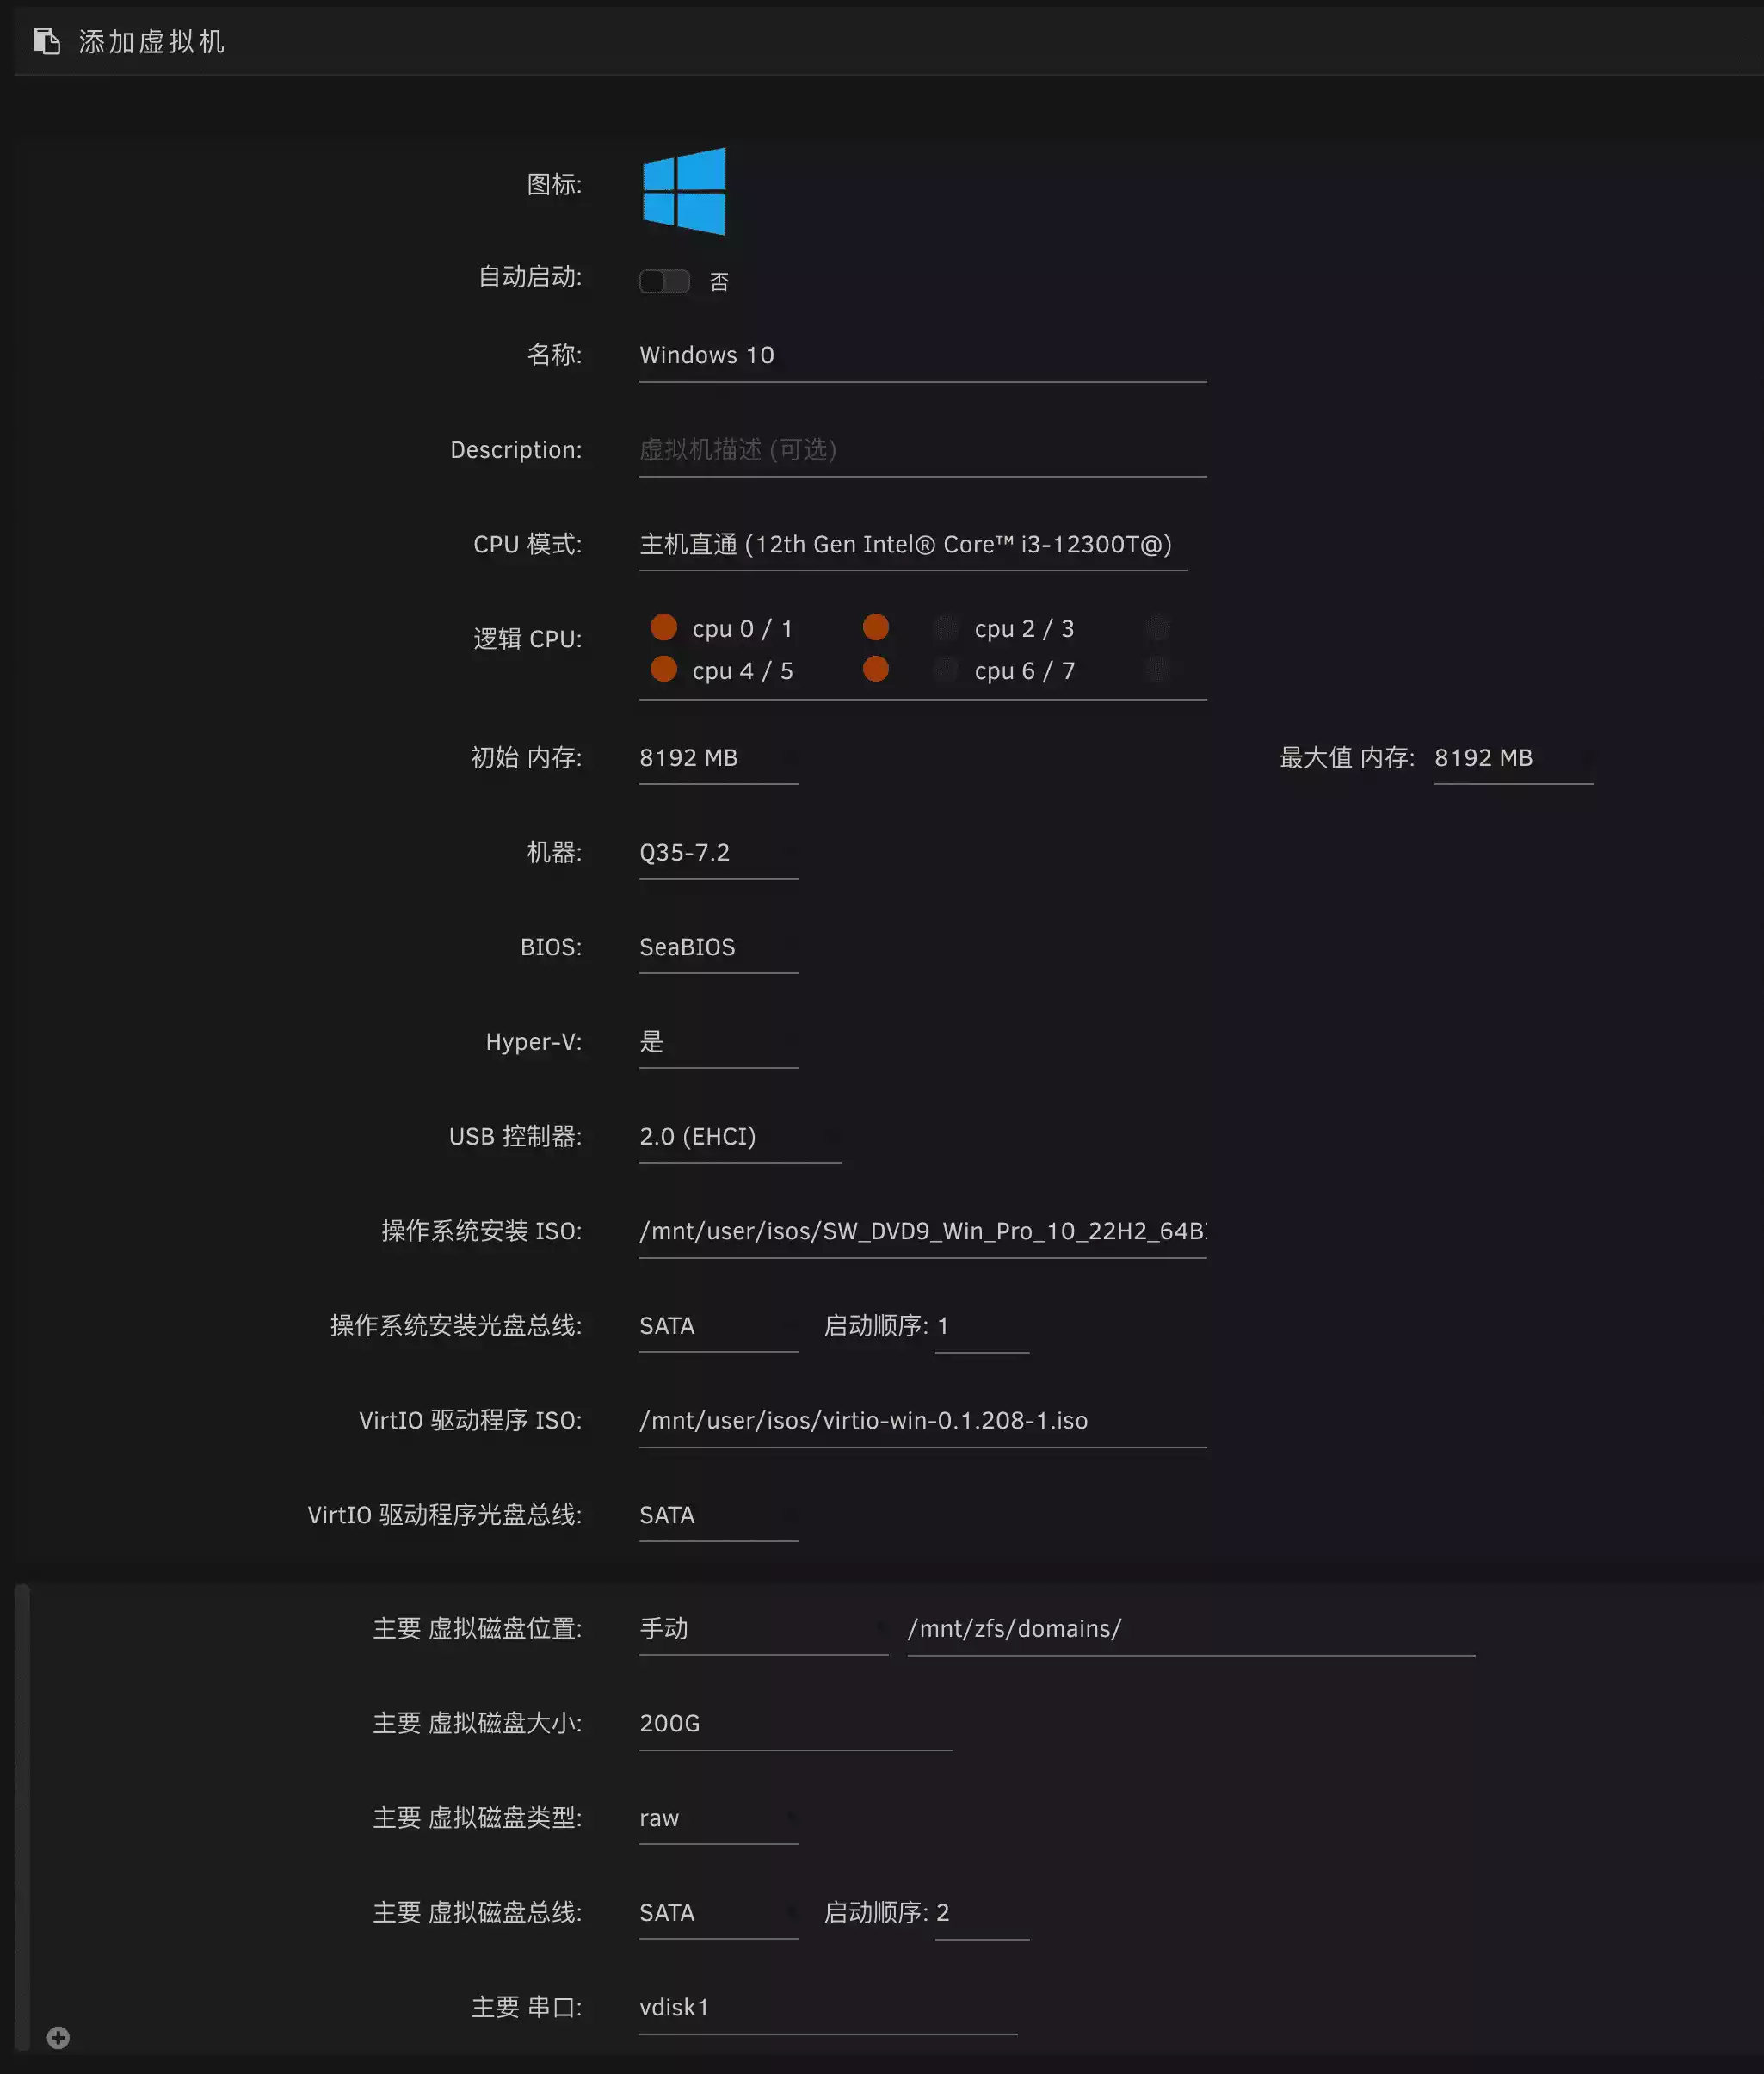 添加虚拟机
图标:
自动启动: 否
名称: Windows 10
Description: 虚拟机描述 (可选)
CPU 模式: 主机直通 (12th Gen Intel® Core™ i3-12300T@)
逻辑 CPU: cpu 0 / 1 cpu 2 / 3
cpu 4 / 5 cpu 6 / 7
初始 内存: 8192 MB 最大值 内存: 8192 MB
机器: Q35-7.2
BIOS: SeaBIOS
Hyper-V: 是
USB 控制器: 2.0 (EHCI)
操作系统安装 ISO: /mnt/user/isos/SW_DVD9_Win_Pro_10_22H2_64B
操作系统安装光盘总线: SATA 启动顺序: 1
VirtIO 驱动程序 ISO: /mnt/user/isos/virtio-win-0.1.208-1.iso
VirtIO 驱动程序光盘总线: SATA
主要 虚拟磁盘位置: 手动 /mnt/zfs/domains/
主要 虚拟磁盘大小: 200G
主要 虚拟磁盘类型: raw
主要 虚拟磁盘总线: SATA 启动顺序: 2
主要 串口: vdisk1